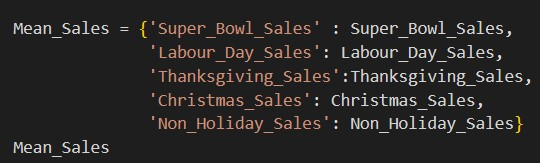 Mean_Sales = {'Super_Bowl_Sales' : Super_Bowl_Sales,
'Labour_Day_Sales': Labour_Day_Sales,
'Thanksgiving_Sales':Thanksgiving_Sales,
'Christmas_Sales': Christmas_Sales,
'Non_Holiday_Sales': Non_Holiday_Sales}
Mean_Sales